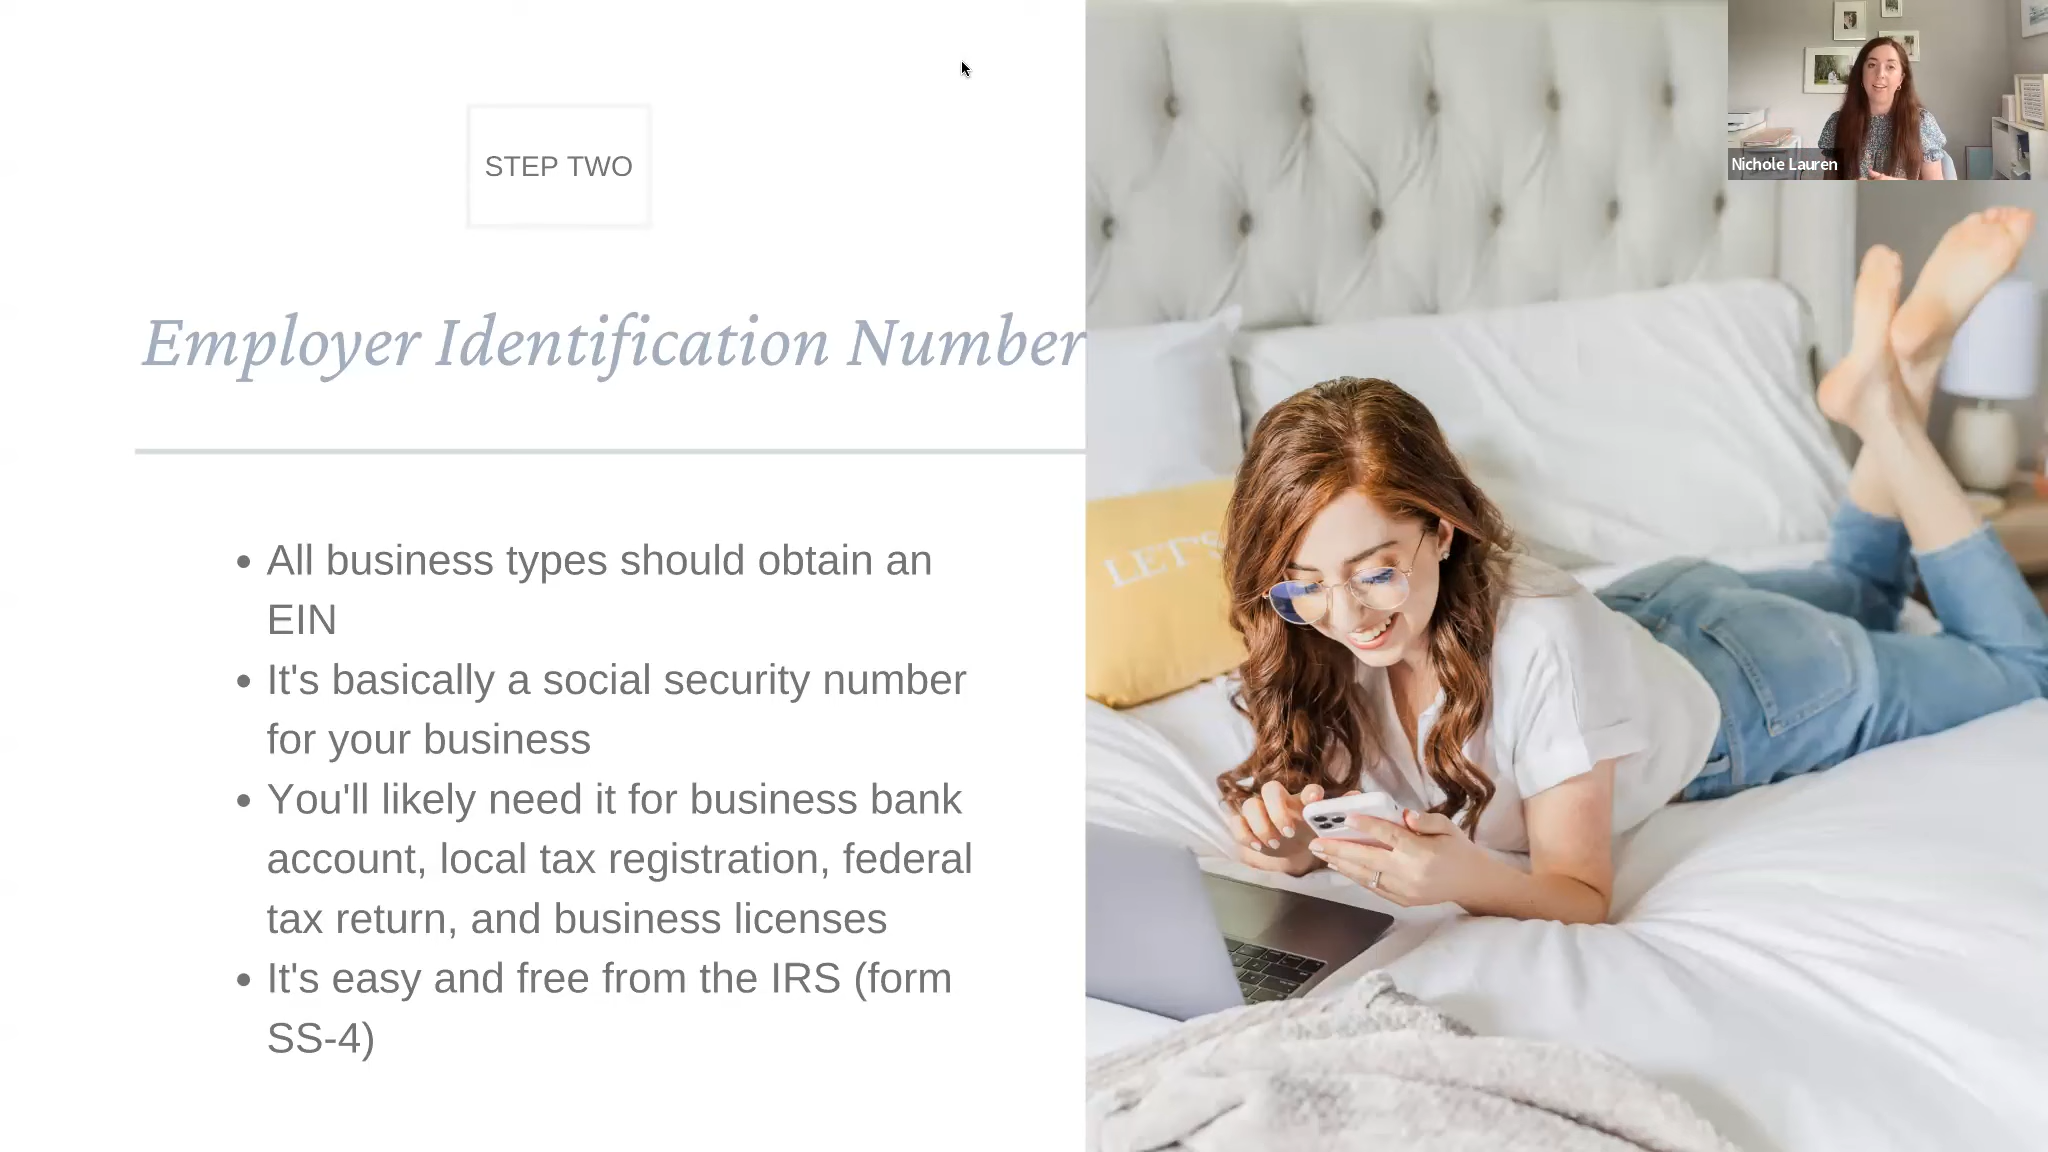 Nichole Lauren
STEP TWO
Employer Identification Number
• All business types should obtain an
EIN
• It's basically a social security number
for your business
• You'll likely need it for business bank
account, local tax registration, federal
tax return, and business licenses
• It's easy and free from the IRS (form
SS-4)
LET'S